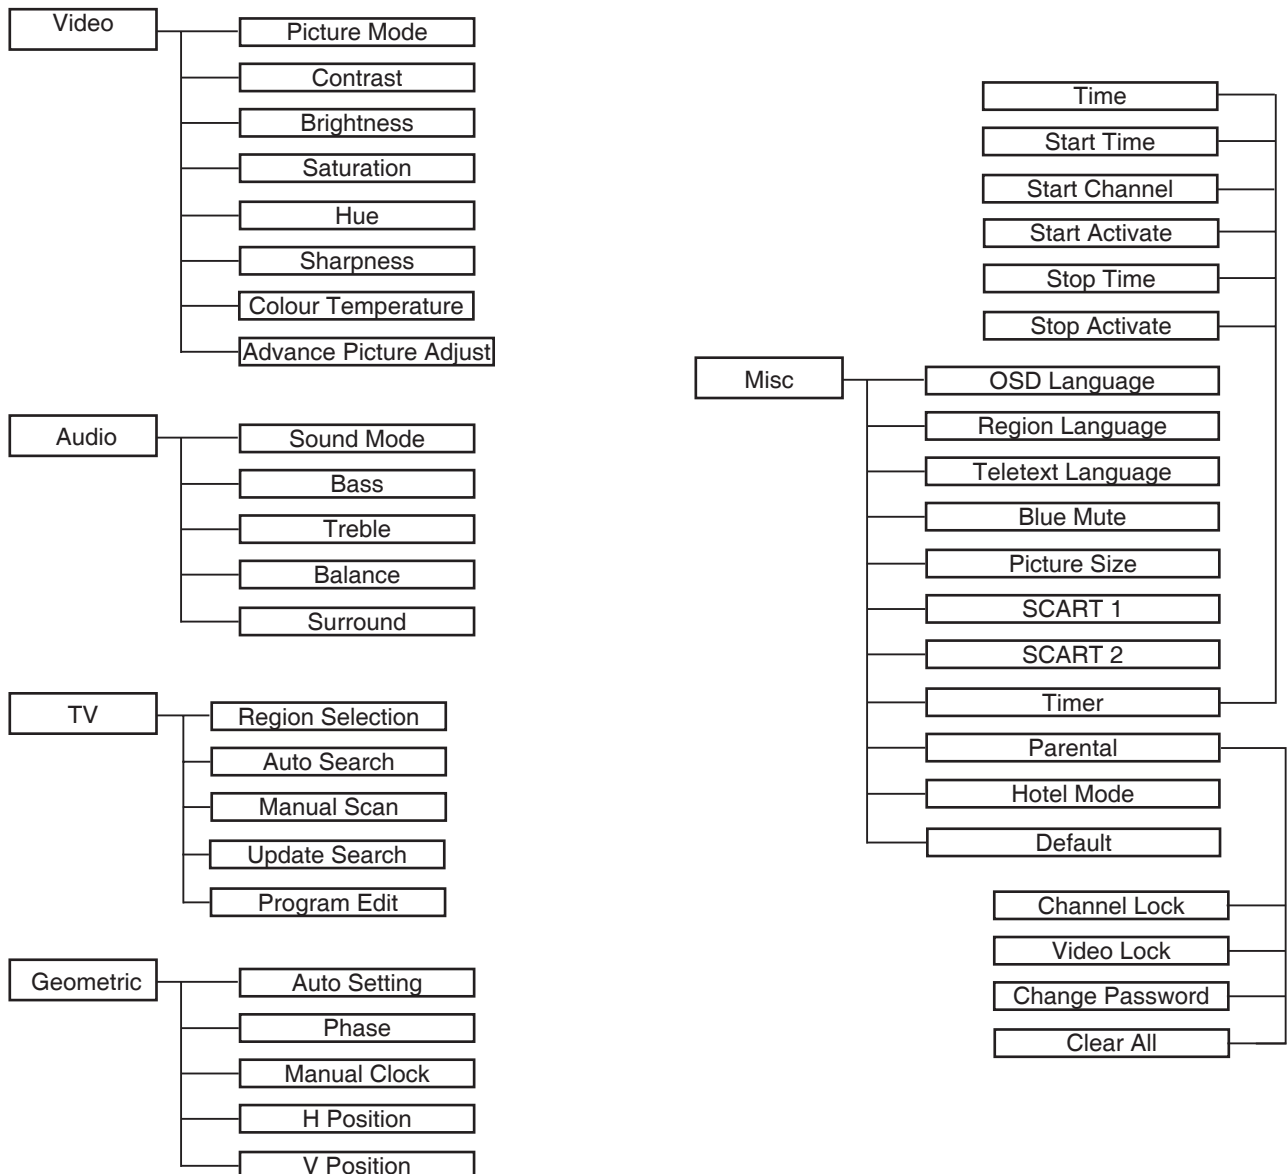 Video
Picture Mode
Contrast
Brightness
Saturation
Hue
Sharpness
Colour Temperature
Advance Picture Adjust
Audio
Sound Mode
Bass
Treble
Balance
Surround
TV
Region Selection
Auto Search
Manual Scan
Update Search
Program Edit
Geometric
Auto Setting
Phase
Manual Clock
H Position
V Position
Time
Start Time
Start Channel
Start Activate
Stop Time
Stop Activate
Misc
OSD Language
Region Language
Teletext Language
Blue Mute
Picture Size
SCART 1
SCART 2
Timer
Parental
Hotel Mode
Default
Channel Lock
Video Lock
Change Password
Clear All